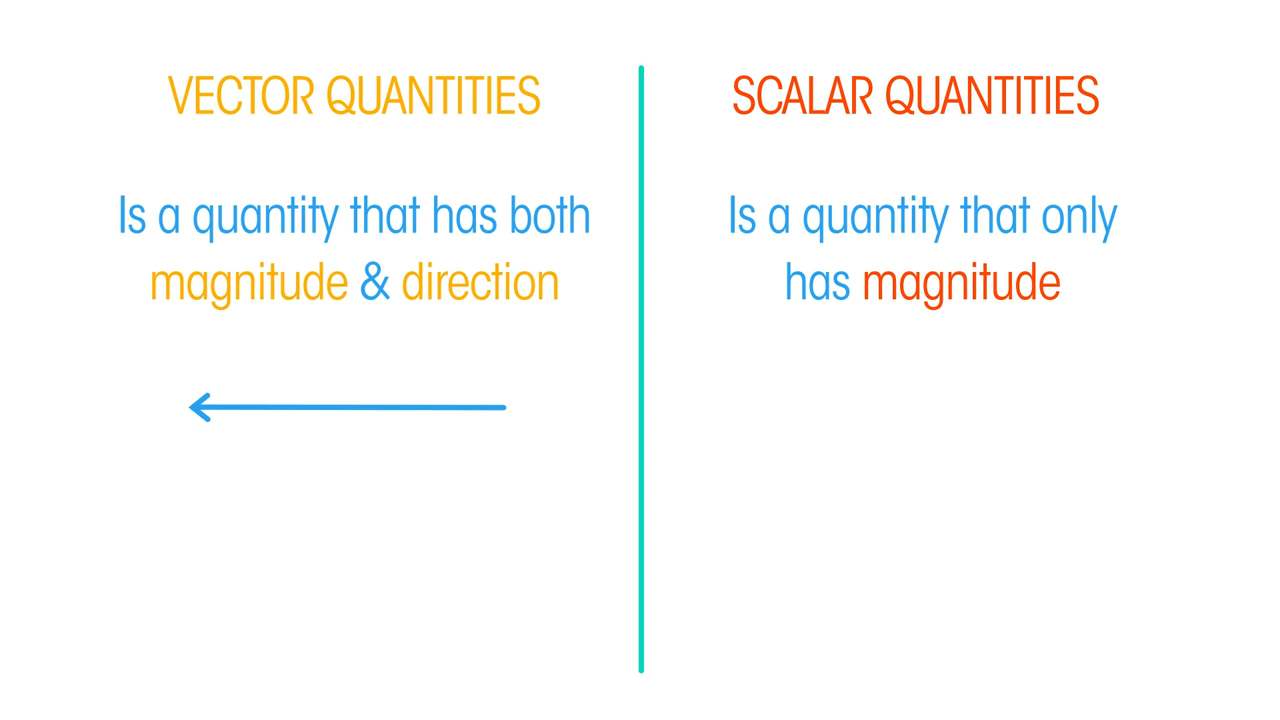 VECTOR QUANTITIES
Is a quantity that has both
magnitude & direction
SCALAR QUANTITIES
Is a quantity that only
has magnitude